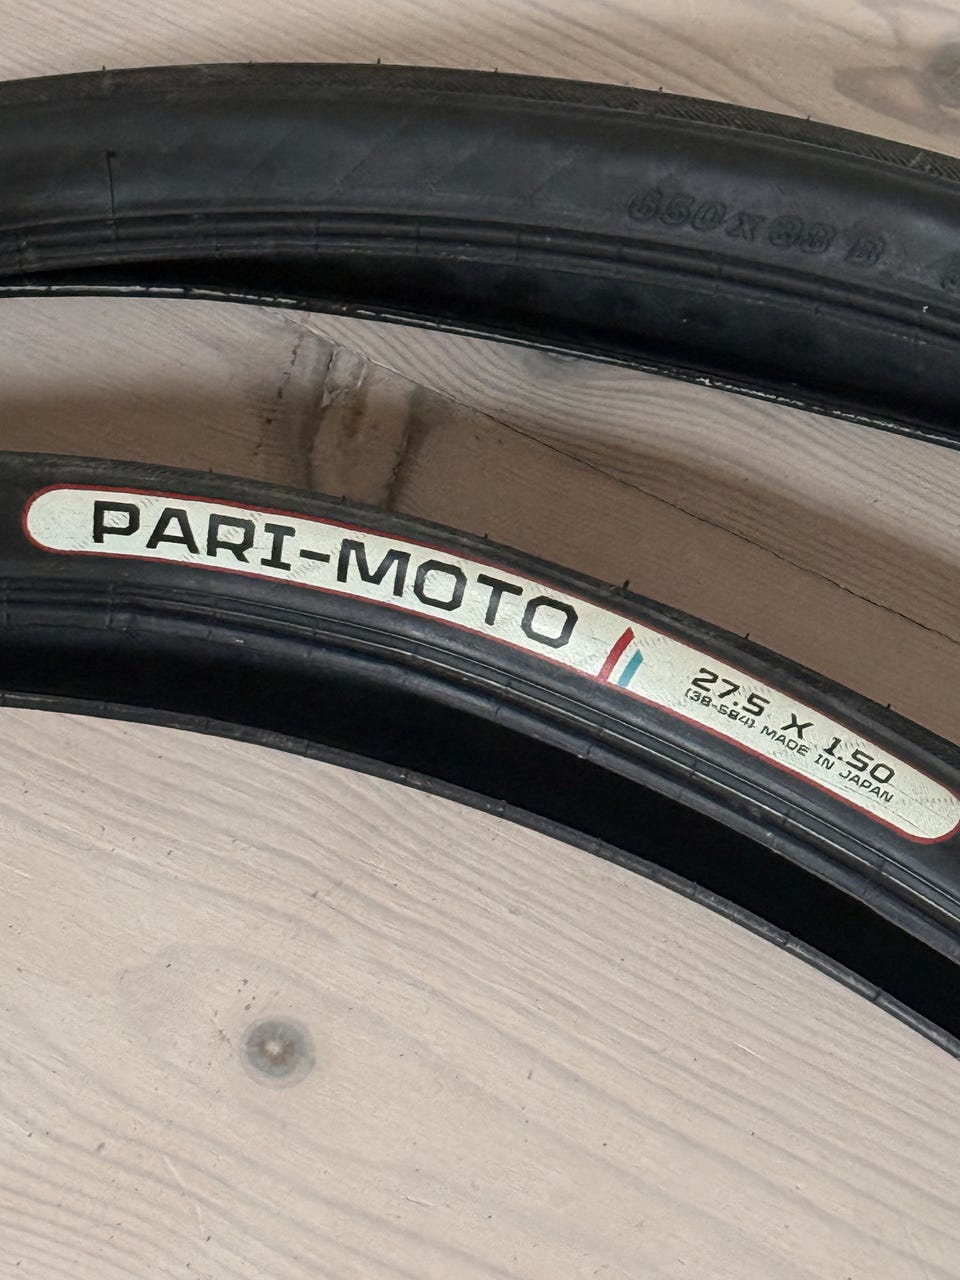 650 x 38 B
PARI-MOTO
27.5 X 1.50
(38-584) MADE IN JAPAN